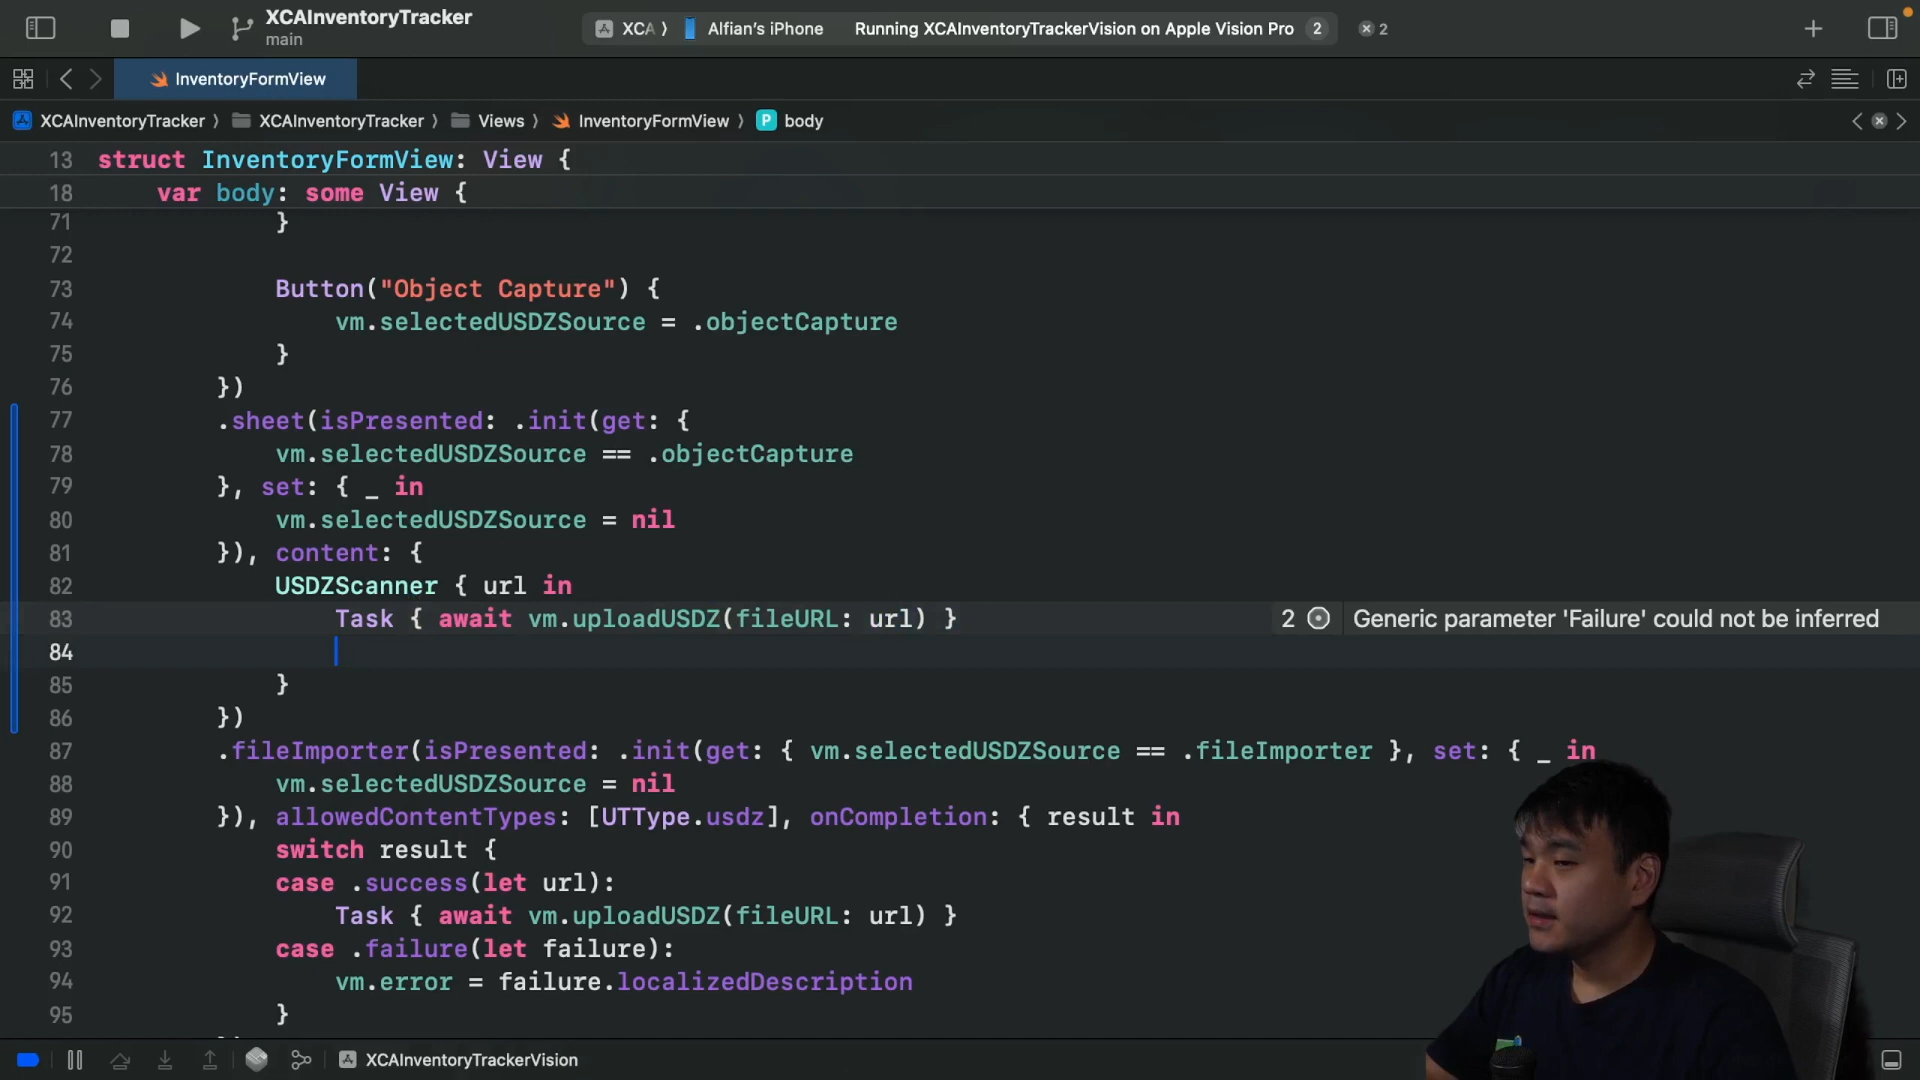 XCAInventoryTracker
main
XCA 〉 Alfian's iPhone Running XCAInventoryTrackerVision on Apple Vision Pro 2 2
InventoryFormView
XCAInventoryTracker 〉 XCAInventoryTracker 〉 Views 〉 InventoryFormView 〉 P body
13 struct InventoryFormView: View {
18 var body: some View {
71 }
72
73 Button("Object Capture") {
74 vm.selectedUSDZSource = .objectCapture
75 }
76 })
77 .sheet(isPresented: .init(get: {
78 vm.selectedUSDZSource == .objectCapture
79 }, set: { _ in
80 vm.selectedUSDZSource = nil
81 }), content: {
82 USDZScanner { url in
83 Task { await vm.uploadUSDZ(fileURL: url) } 2 Generic parameter 'Failure' could not be inferred
84
85 }
86 })
87 .fileImporter(isPresented: .init(get: { vm.selectedUSDZSource == .fileImporter }, set: { _ in
88 vm.selectedUSDZSource = nil
89 }), allowedContentTypes: [UTType.usdz], onCompletion: { result in
90 switch result {
91 case .success(let url):
92 Task { await vm.uploadUSDZ(fileURL: url) }
93 case .failure(let failure):
94 vm.error = failure.localizedDescription
95 }
XCAInventoryTrackerVision